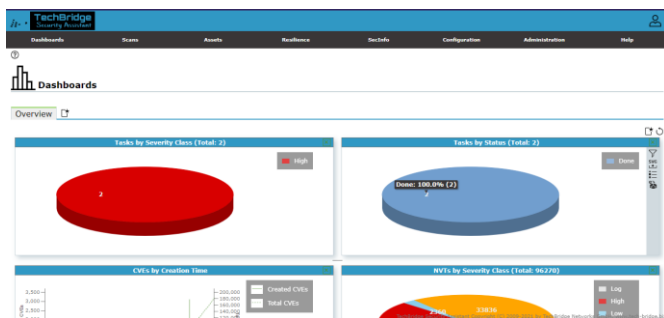 TechBridge
Security Assistant
Dashboards Scans Assets Resilience SecInfo Configuration Administration Help
Dashboards
Overview
Tasks by Severity Class (Total: 2)
High
2
Tasks by Status (Total: 2)
Done
Done: 100.0% (2)
2
CVEs by Creation Time
3,500
3,000
2,500
200,000
180,000
160,000
140,000
Created CVEs
Total CVEs
NVTs by Severity Class (Total: 96270)
Log
High
Low
33836